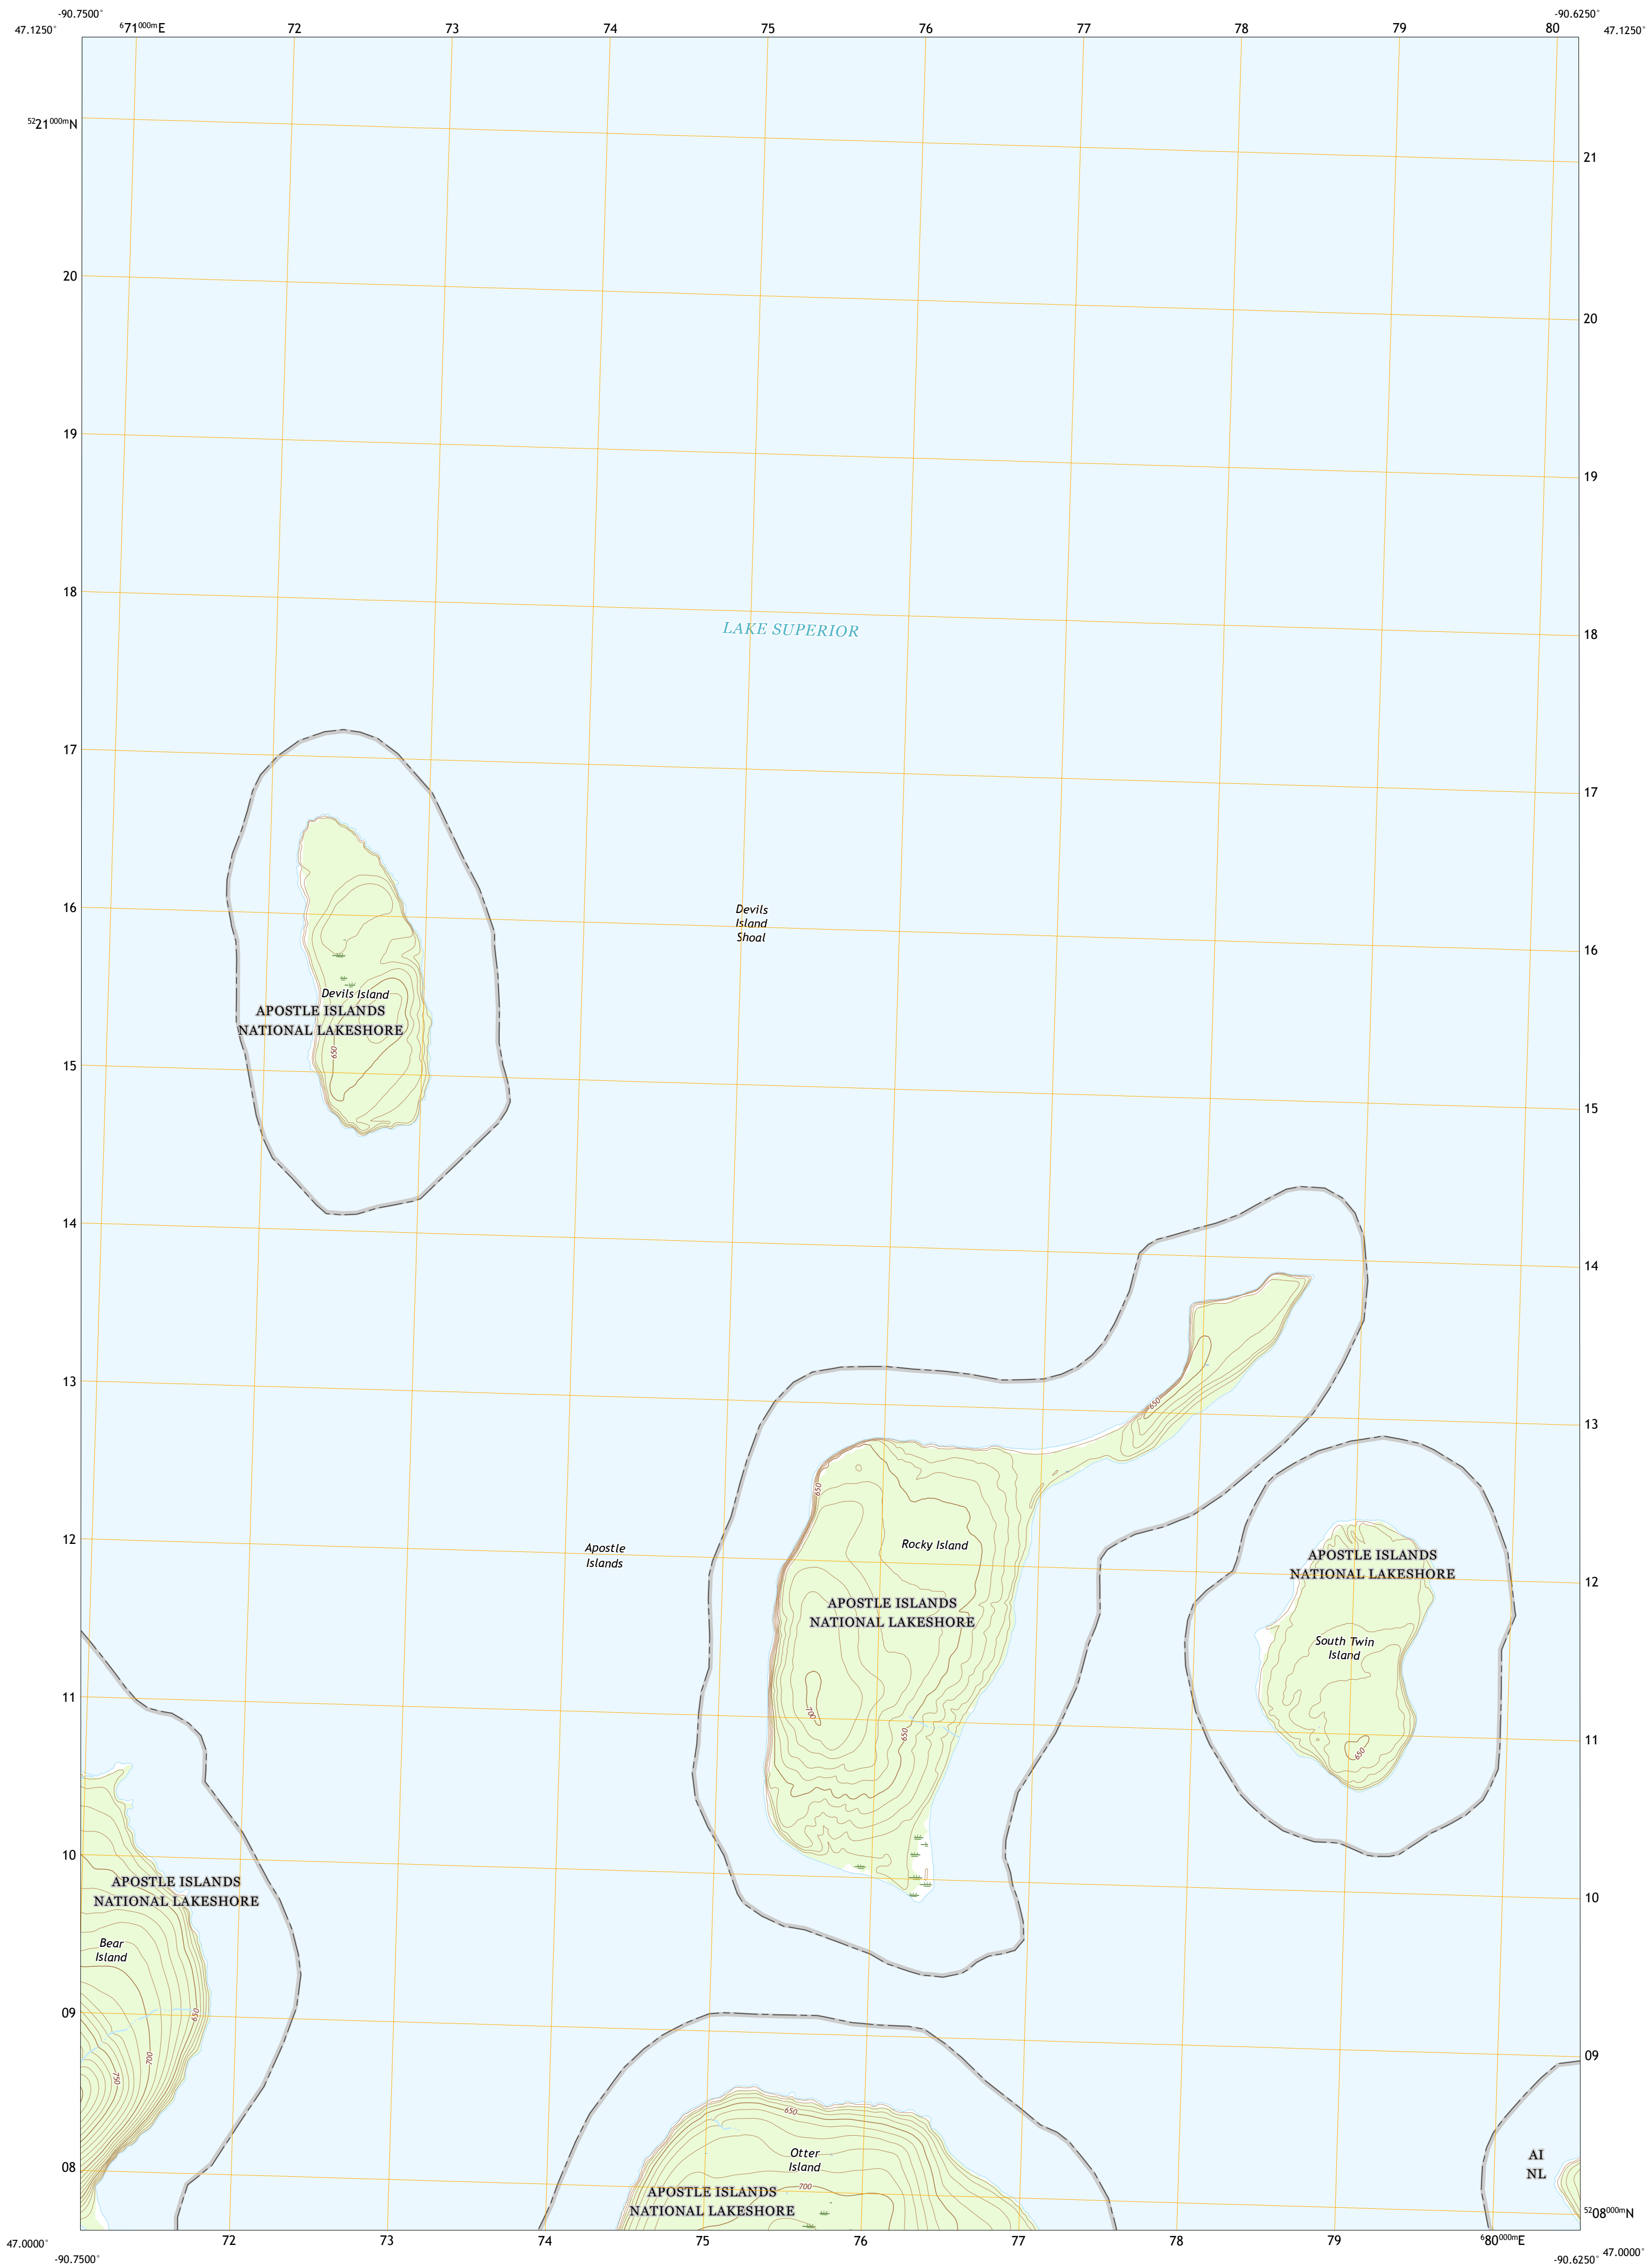 -90.7500°
-90.6250°
47.1250°
671000mE
72
73
74
75
76
77
78
79
80
47.1250°
5221000mN
21
20
20
19
19
18
LAKE SUPERIOR
18
17
17
16
Devils
Island
Shoal
16
Devils Island
APOSTLE ISLANDS
NATIONAL LAKESHORE
650
15
15
14
14
13
650
13
650
12
Apostle
Islands
Rocky Island
APOSTLE ISLANDS
NATIONAL LAKESHORE
12
APOSTLE ISLANDS
NATIONAL LAKESHORE
South Twin
Island
11
700
650
650
11
10
APOSTLE ISLANDS
NATIONAL LAKESHORE
10
Bear
Island
09
650
700
750
09
650
Otter
Island
700
APOSTLE ISLANDS
NATIONAL LAKESHORE
08
AI
NL
5208000mN
47.0000°
72
73
74
75
76
77
78
79
680000mE
47.0000°
-90.7500°
-90.6250°